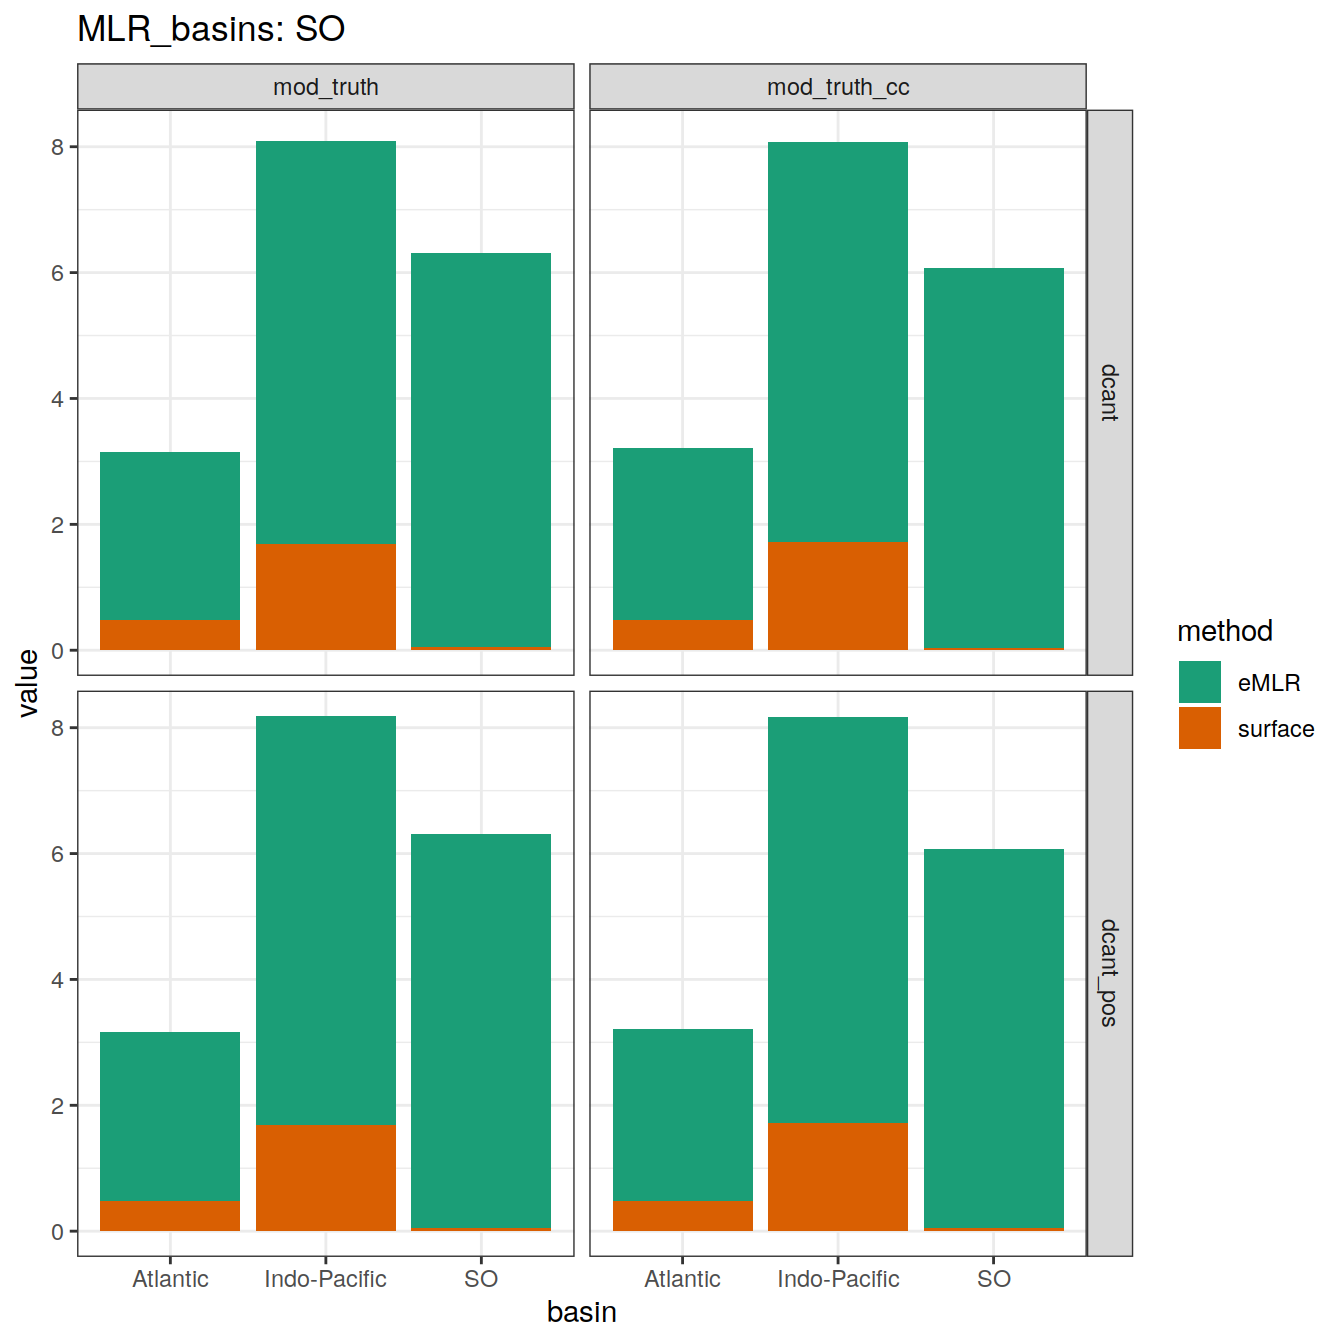 MLR_basins: SO
mod_truth
mod_truth_cc
8
6
4
2
0
dcant
8
6
4
2
0
dcant_pos
value
Atlantic Indo-Pacific SO
Atlantic Indo-Pacific SO
basin
method
eMLR
surface